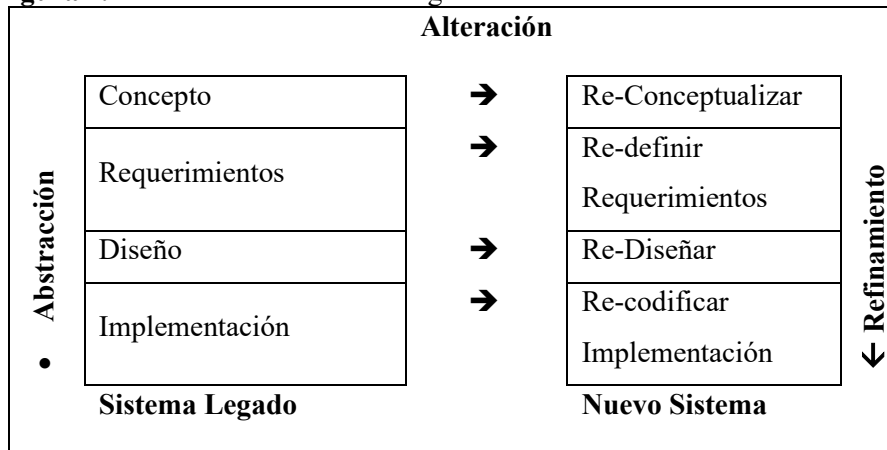 Alteración
Concepto → Re-Conceptualizar
Requerimientos → Re-definir
Requerimientos
Diseño → Re-Diseñar
Implementación → Re-codificar
Implementación
Sistema Legado Nuevo Sistema
• Abstracción
← Refinamiento